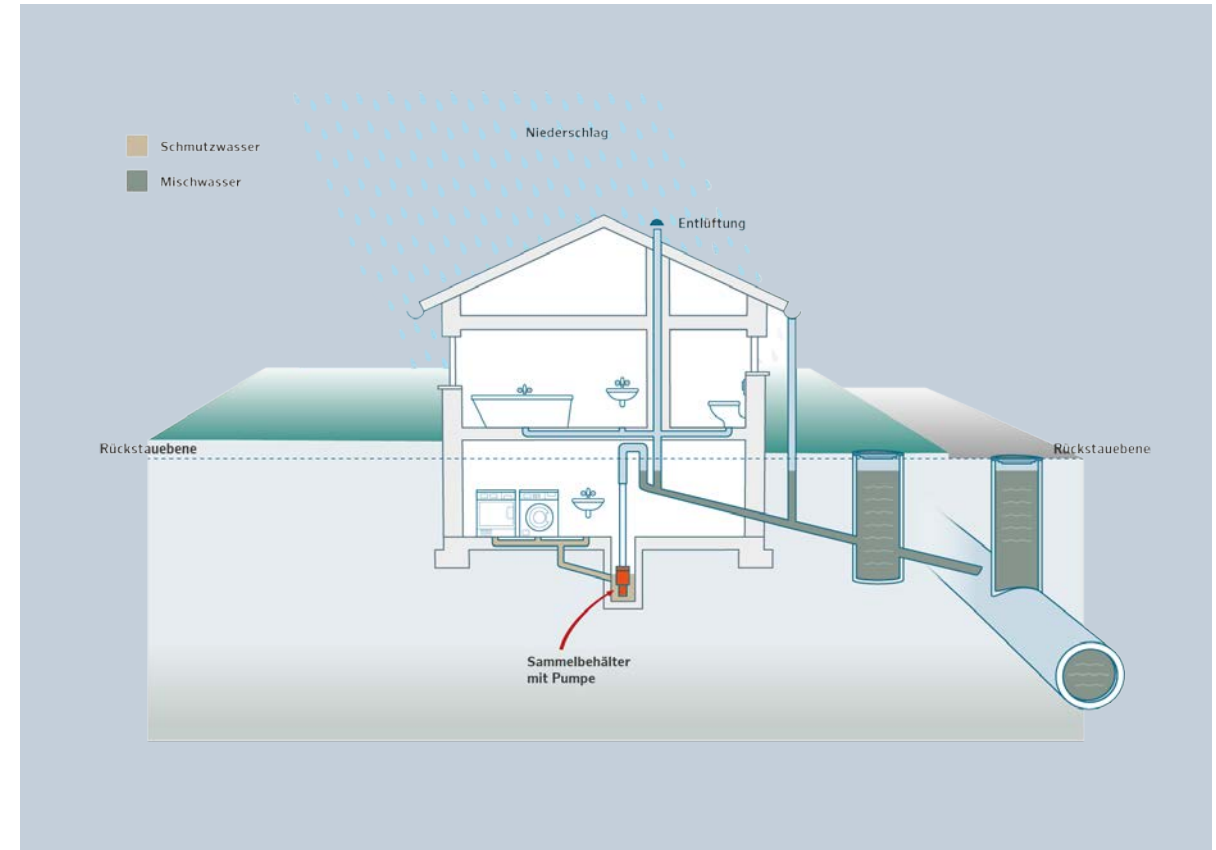 Niederschlag
Schmutzwasser
Mischwasser
Entlüftung
Rückstauebene
Rückstauebene
Sammelbehälter
mit Pumpe